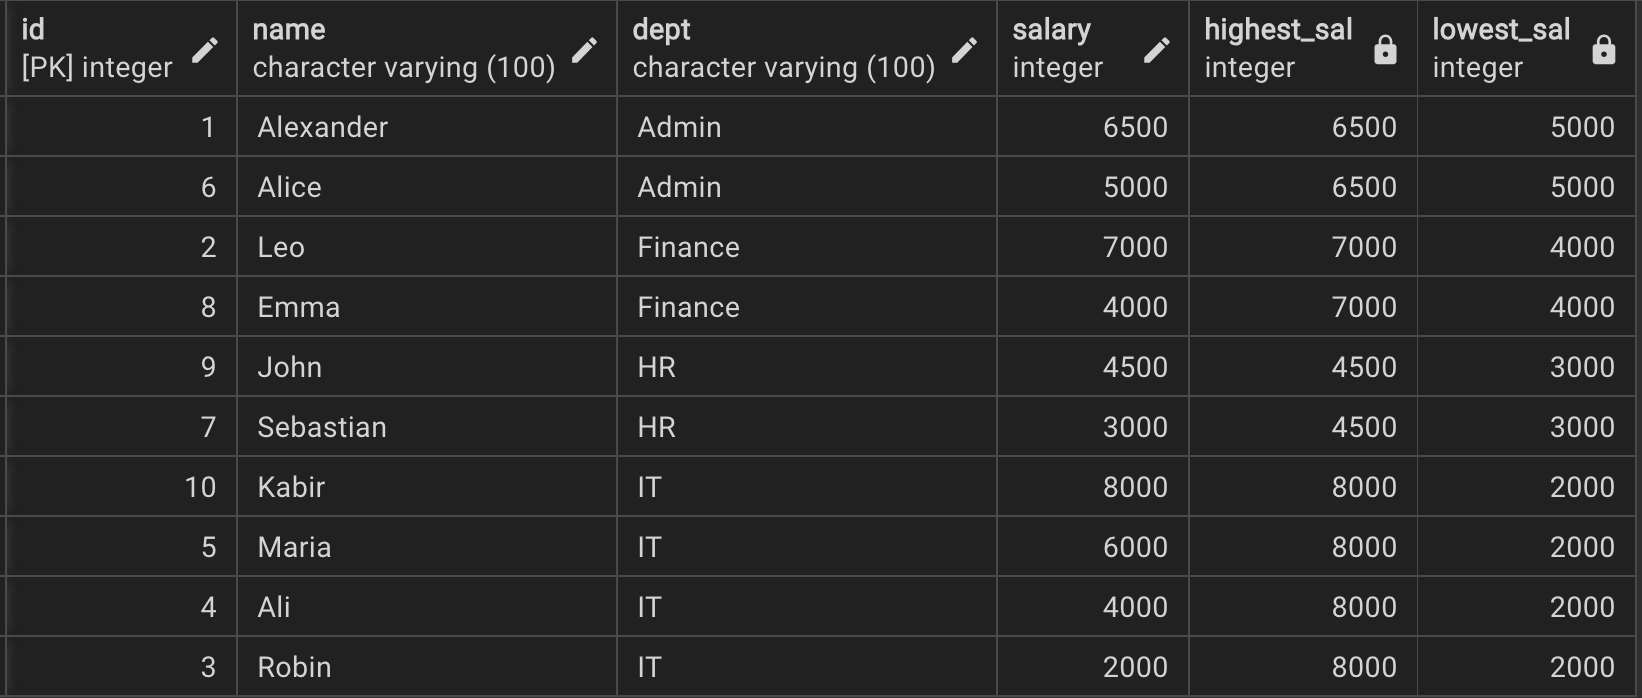 id name dept salary highest_sal lowest_sal
[PK] integer character varying (100) character varying (100) integer integer integer
1 Alexander Admin 6500 6500 5000
6 Alice Admin 5000 6500 5000
2 Leo Finance 7000 7000 4000
8 Emma Finance 4000 7000 4000
9 John HR 4500 4500 3000
7 Sebastian HR 3000 4500 3000
10 Kabir IT 8000 8000 2000
5 Maria IT 6000 8000 2000
4 Ali IT 4000 8000 2000
3 Robin IT 2000 8000 2000